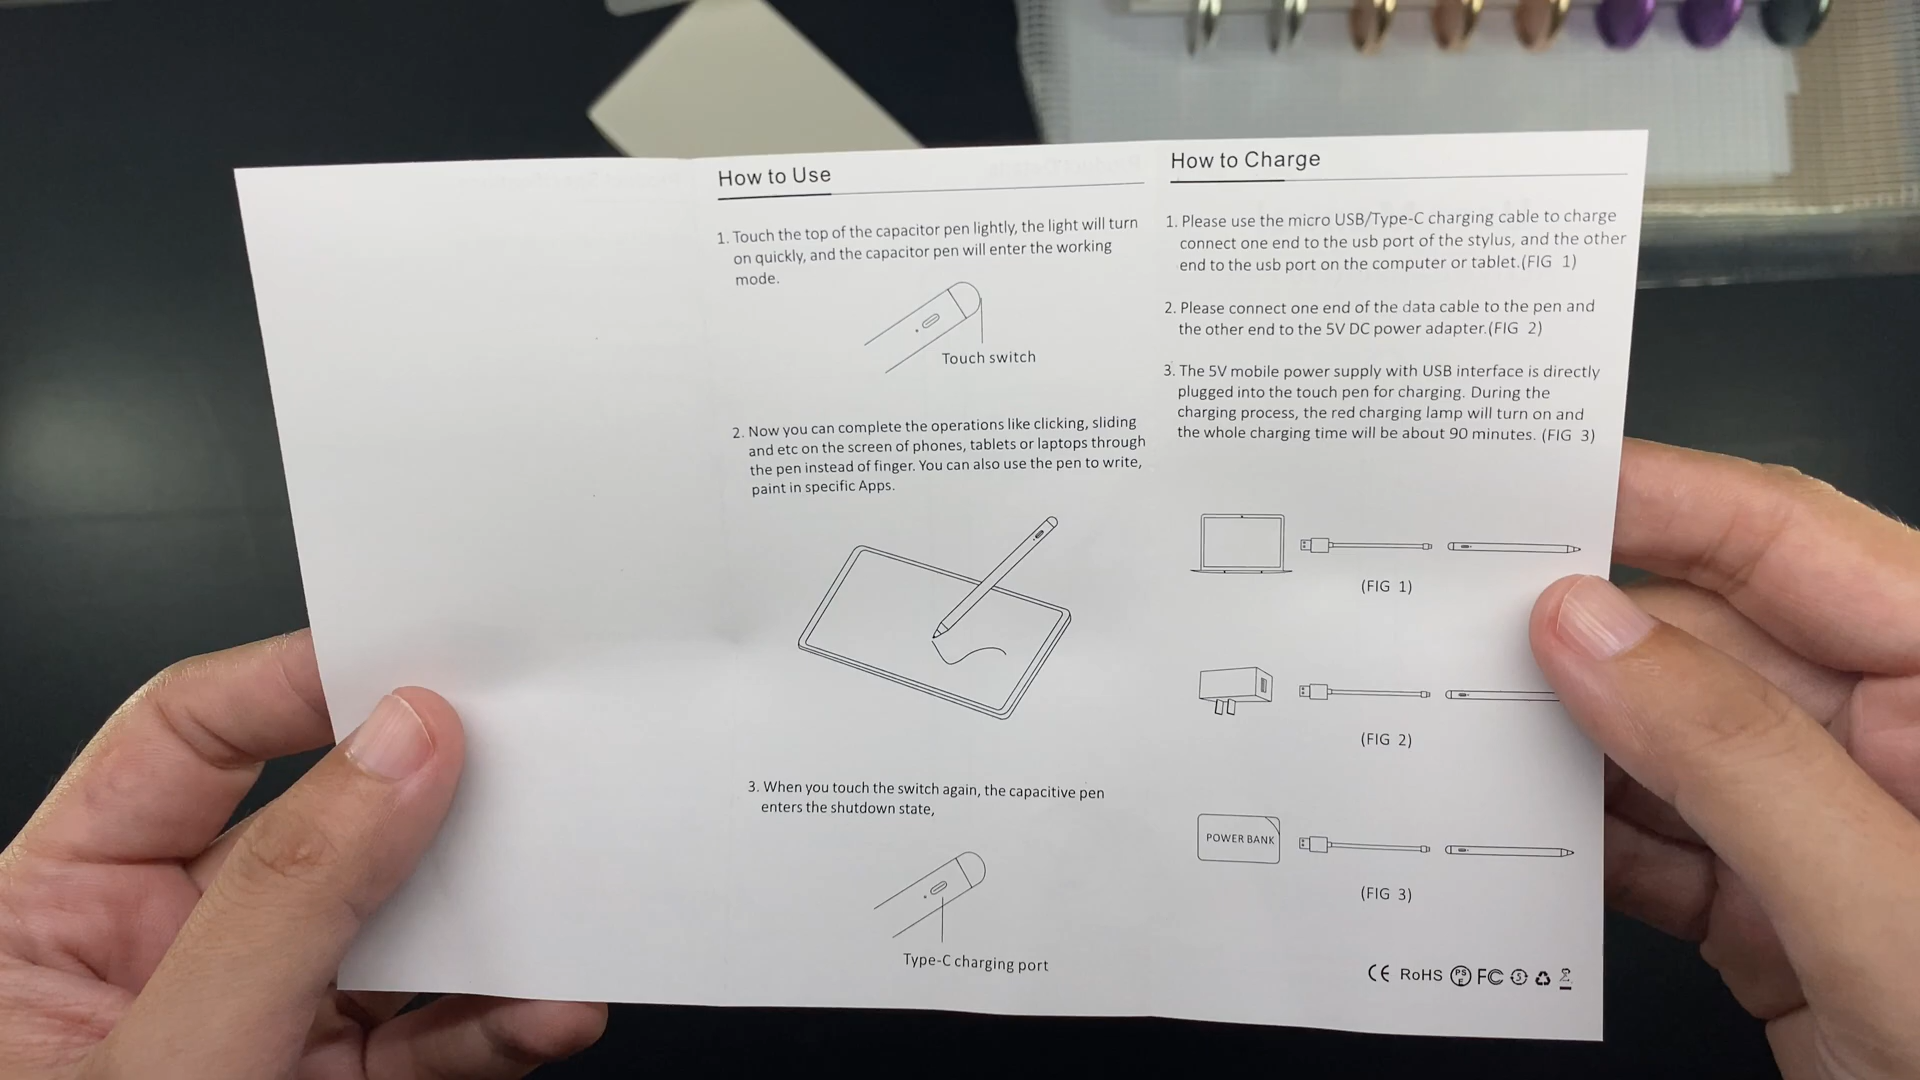 How to Use
1. Touch the top of the capacitor pen lightly, the light will turn
on quickly, and the capacitor pen will enter the working
mode.
Touch switch
2. Now you can complete the operations like clicking, sliding
and etc on the screen of phones, tablets or laptops through
the pen instead of finger. You can also use the pen to write,
paint in specific Apps.
3. When you touch the switch again, the capacitive pen
enters the shutdown state,
Type-C charging port
How to Charge
1. Please use the micro USB/Type-C charging cable to charge
connect one end to the usb port of the stylus, and the other
end to the usb port on the computer or tablet.(FIG 1)
2. Please connect one end of the data cable to the pen and
the other end to the 5V DC power adapter.(FIG 2)
3. The 5V mobile power supply with USB interface is directly
plugged into the touch pen for charging. During the
charging process, the red charging lamp will turn on and
the whole charging time will be about 90 minutes. (FIG 3)
(FIG 1)
(FIG 2)
POWER BANK
(FIG 3)
CE RoHS PSE FC 5